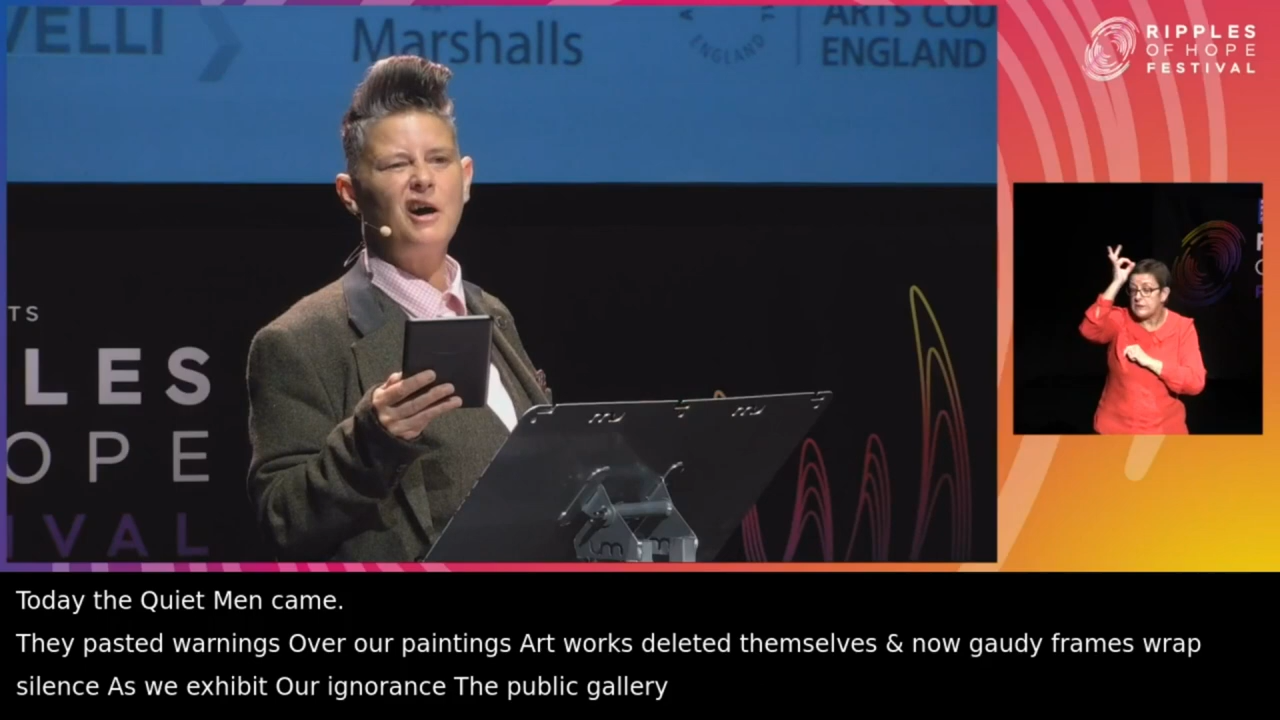 VELLI
Marshalls
ENGLAND
ARTS COU
ENGLAND
RIPPLES
OF HOPE
FESTIVAL
TS
LES
OPE
IVAL
Today the Quiet Men came.
They pasted warnings Over our paintings Art works deleted themselves & now gaudy frames wrap
silence As we exhibit Our ignorance The public gallery